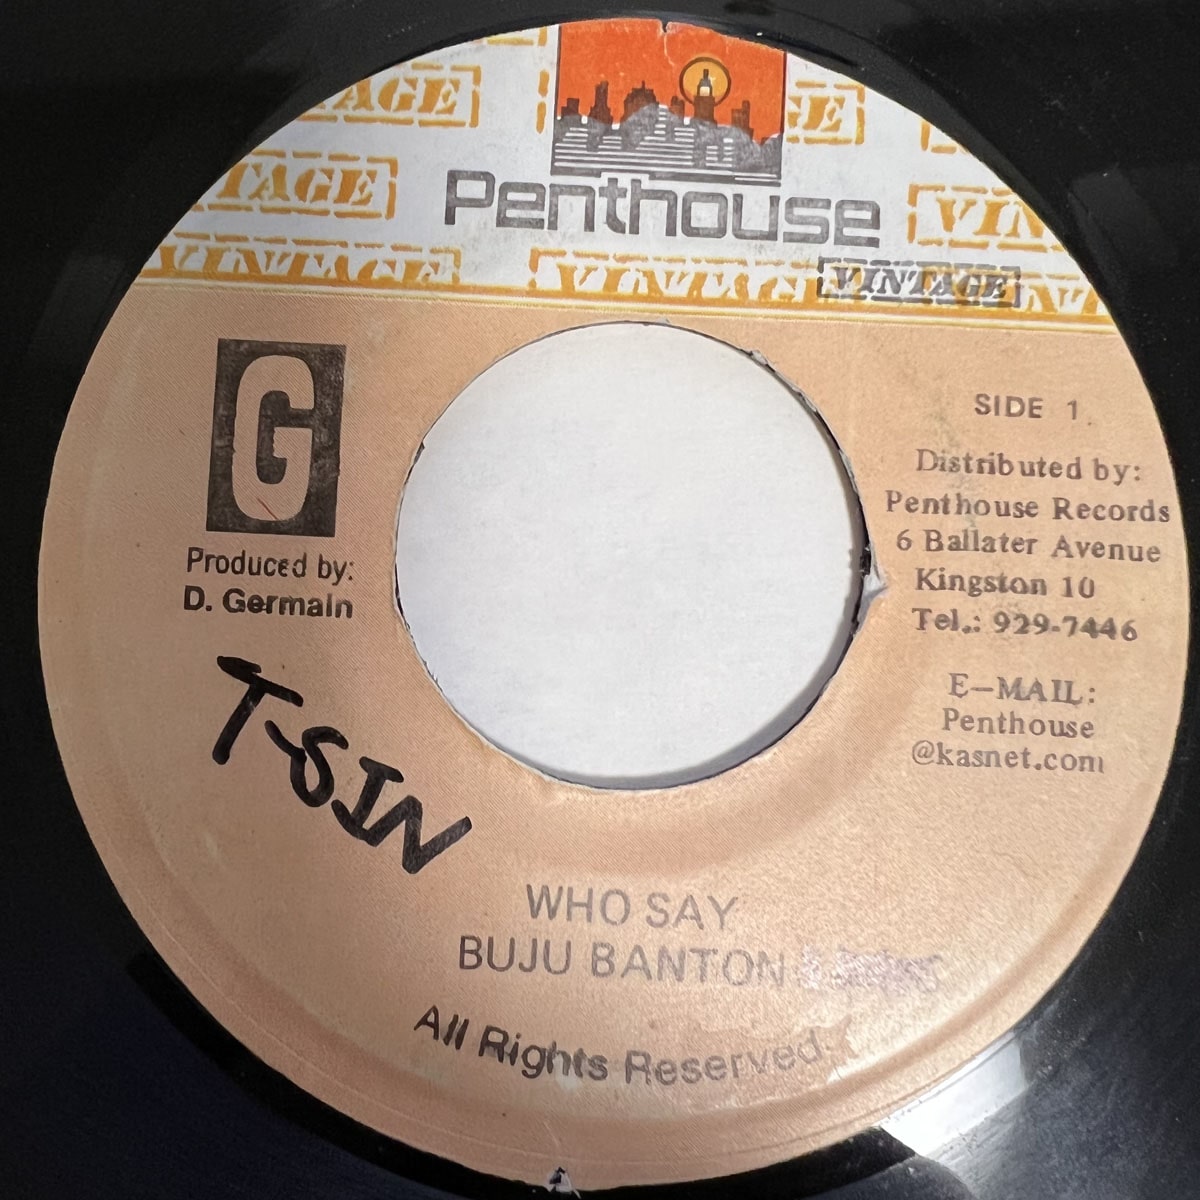 VINTAGE
VINTAGE
VINTAGE
Penthouse
VINTAGE
G
Produced by:
D. Germain
T-SIN
SIDE 1
Distributed by:
Penthouse Records
6 Ballater Avenue
Kingston 10
Tel.: 929-7446
E-MAIL:
Penthouse
@kasnet.com
WHO SAY
BUJU BANTON
All Rights Reserved